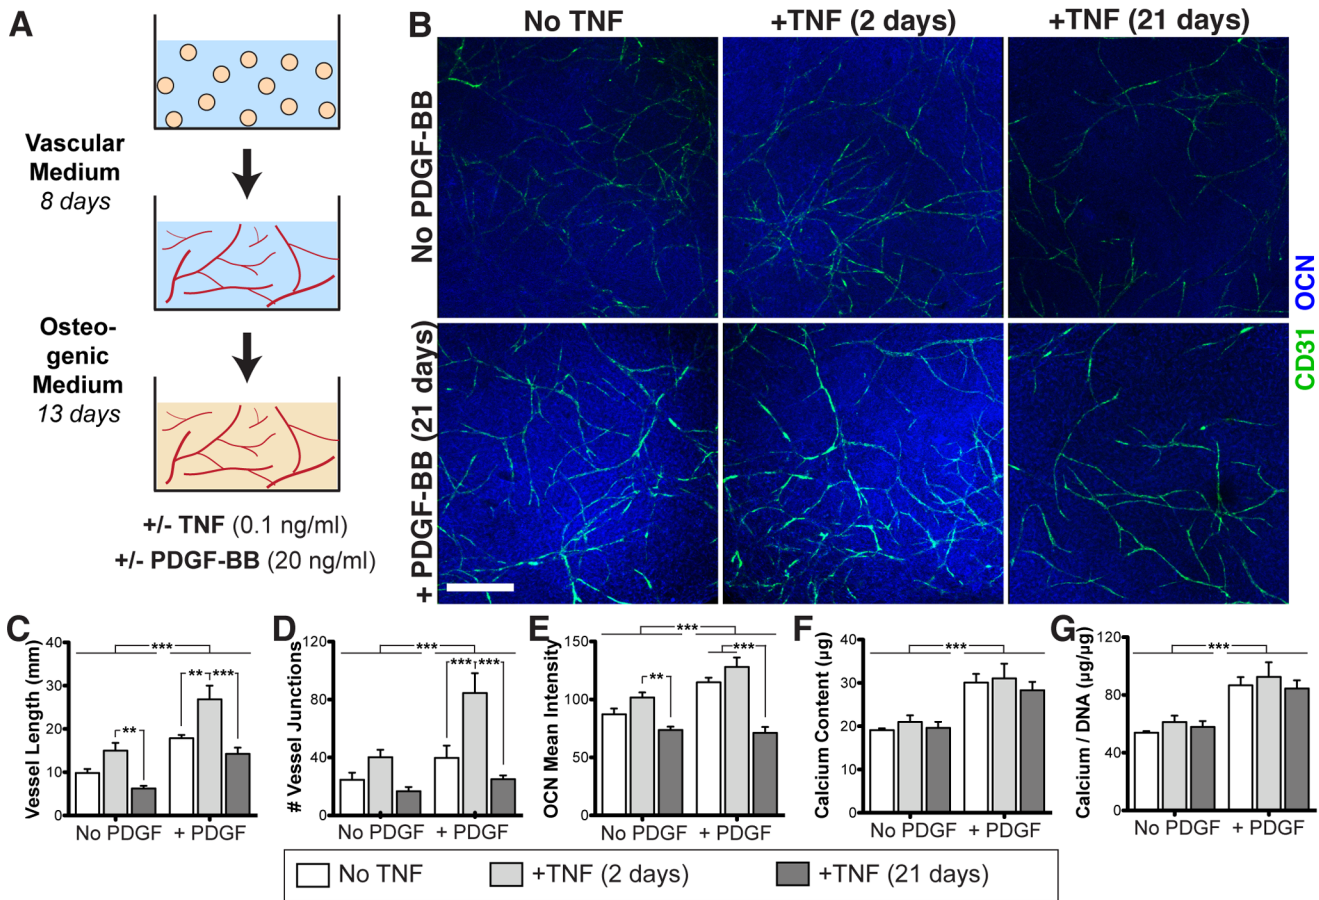 A
Vascular
Medium
8 days
Osteo-
genic
Medium
13 days
+/- TNF (0.1 ng/ml)
+/- PDGF-BB (20 ng/ml)
B
No TNF
+TNF (2 days)
+TNF (21 days)
No PDGF-BB
+ PDGF-BB (21 days)
CD31 OCN
C
Vessel Length (mm)
40
30
20
10
0
***
** ***
**
No PDGF + PDGF
D
# Vessel Junctions
120
80
40
0
***
*** ***
No PDGF + PDGF
E
OCN Mean Intensity
150
100
50
0
***
***
**
No PDGF + PDGF
F
Calcium Content (µg)
40
30
20
10
0
***
No PDGF + PDGF
G
Calcium / DNA (µg/µg)
120
80
40
0
***
No PDGF + PDGF
No TNF
+TNF (2 days)
+TNF (21 days)